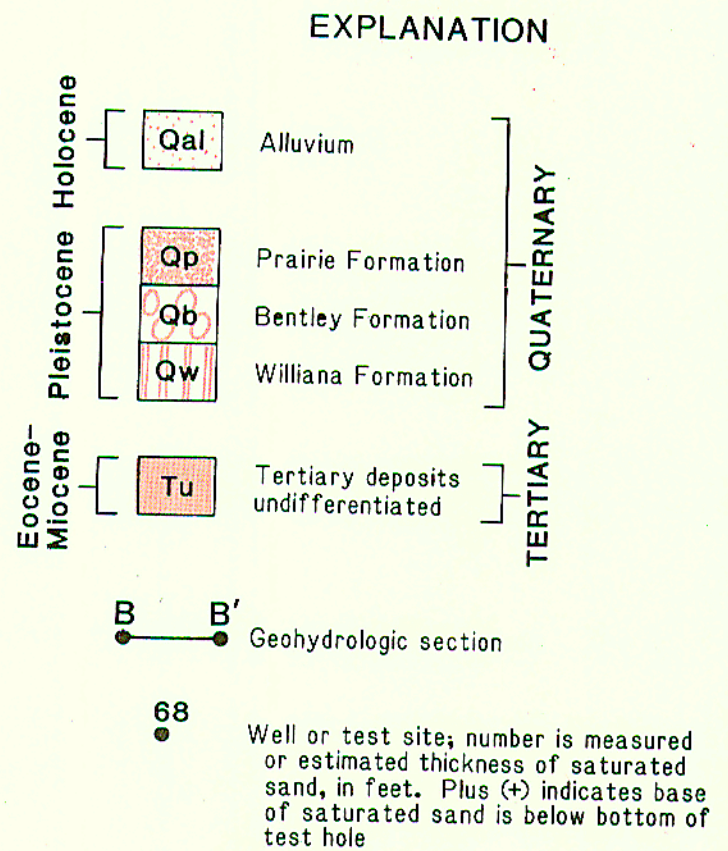 EXPLANATION
Holocene
Qal
Alluvium
Pleistocene
Qp
Prairie Formation
Qb
Bentley Formation
Qw
Williana Formation
QUATERNARY
Eocene-
Miocene
Tu
Tertiary deposits
undifferentiated
TERTIARY
B B'
Geohydrologic section
68
Well or test site; number is measured
or estimated thickness of saturated
sand, in feet. Plus (+) indicates base
of saturated sand is below bottom of
test hole